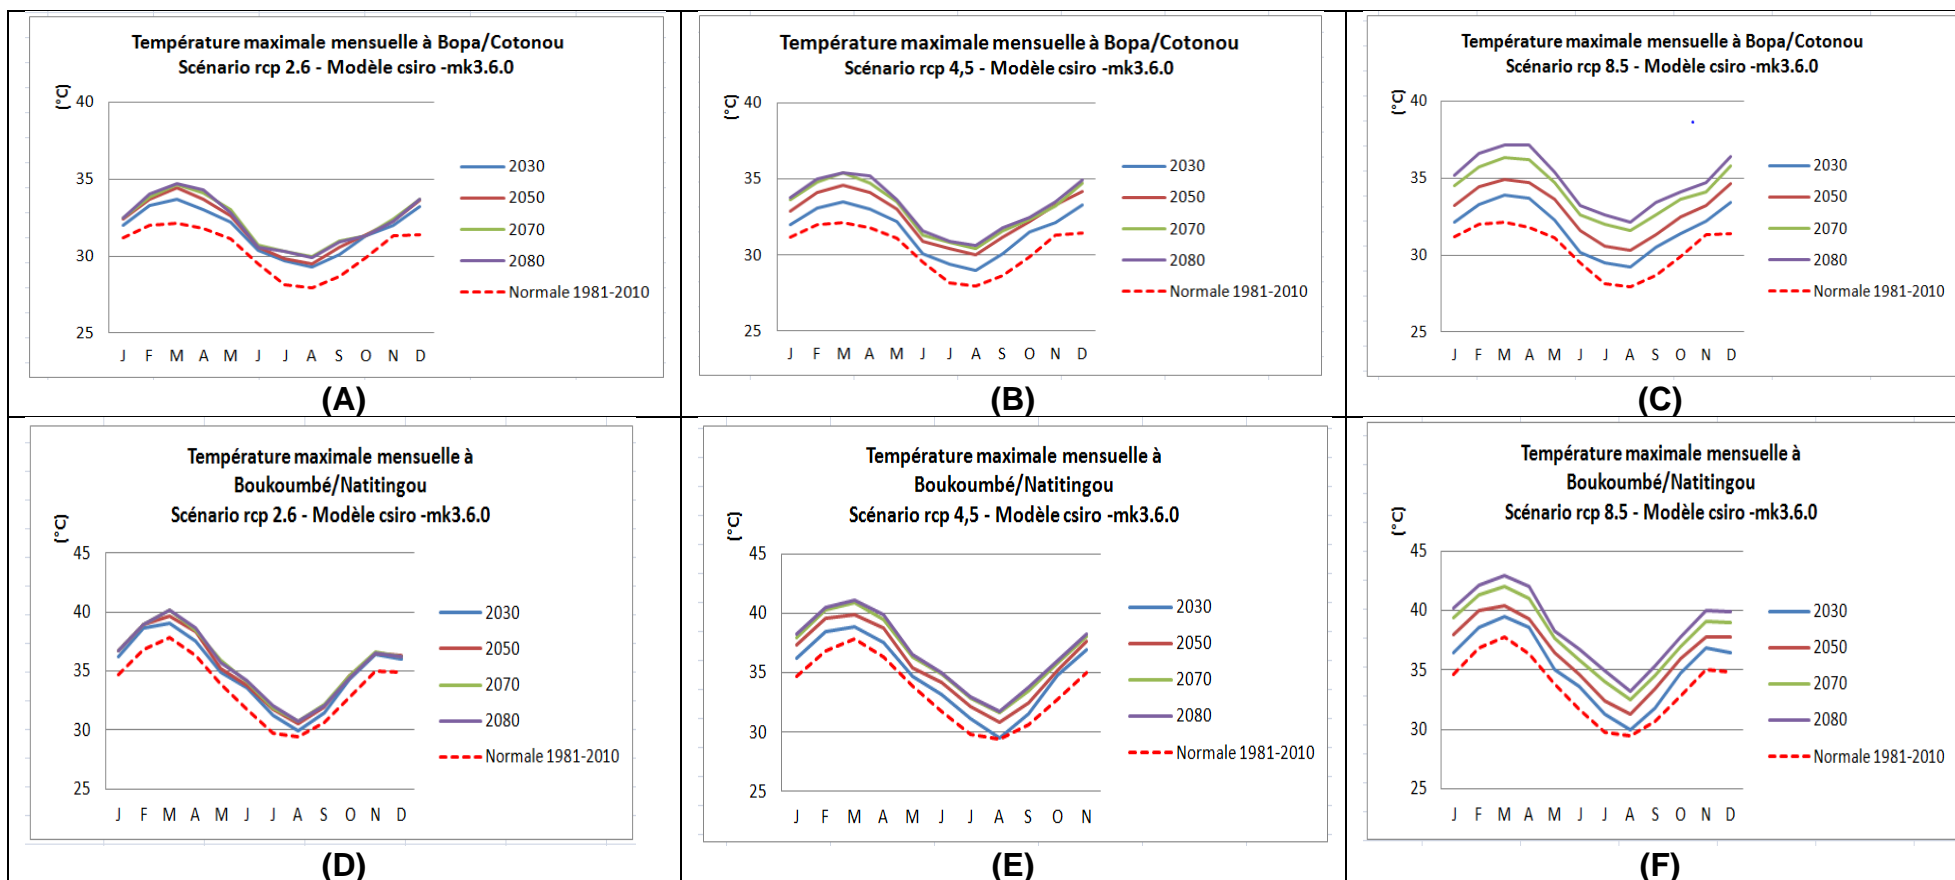 Température maximale mensuelle à Bopa/Cotonou
Scénario rcp 2.6 - Modèle csiro -mk3.6.0
(°C)
40
35
30
25
J F M A M J J A S O N D
2030
2050
2070
2080
Normale 1981-2010
(A)
Température maximale mensuelle à Bopa/Cotonou
Scénario rcp 4,5 - Modèle csiro -mk3.6.0
(°C)
40
35
30
25
J F M A M J J A S O N D
2030
2050
2070
2080
Normale 1981-2010
(B)
Température maximale mensuelle à Bopa/Cotonou
Scénario rcp 8.5 - Modèle csiro -mk3.6.0
(°C)
40
35
30
25
J F M A M J J A S O N D
2030
2050
2070
2080
Normale 1981-2010
(C)
Température maximale mensuelle à
Boukoumbé/Natitingou
Scénario rcp 2.6 - Modèle csiro -mk3.6.0
(°C)
45
40
35
30
25
J F M A M J J A S O N D
2030
2050
2070
2080
Normale 1981-2010
(D)
Température maximale mensuelle à
Boukoumbé/Natitingou
Scénario rcp 4,5 - Modèle csiro -mk3.6.0
(°C)
45
40
35
30
25
J F M A M J J A S O N
2030
2050
2070
2080
Normale 1981-2010
(E)
Température maximale mensuelle à
Boukoumbé/Natitingou
Scénario rcp 8.5 - Modèle csiro -mk3.6.0
(°C)
45
40
35
30
25
J F M A M J J A S O N D
2030
2050
2070
2080
Normale 1981-2010
(F)